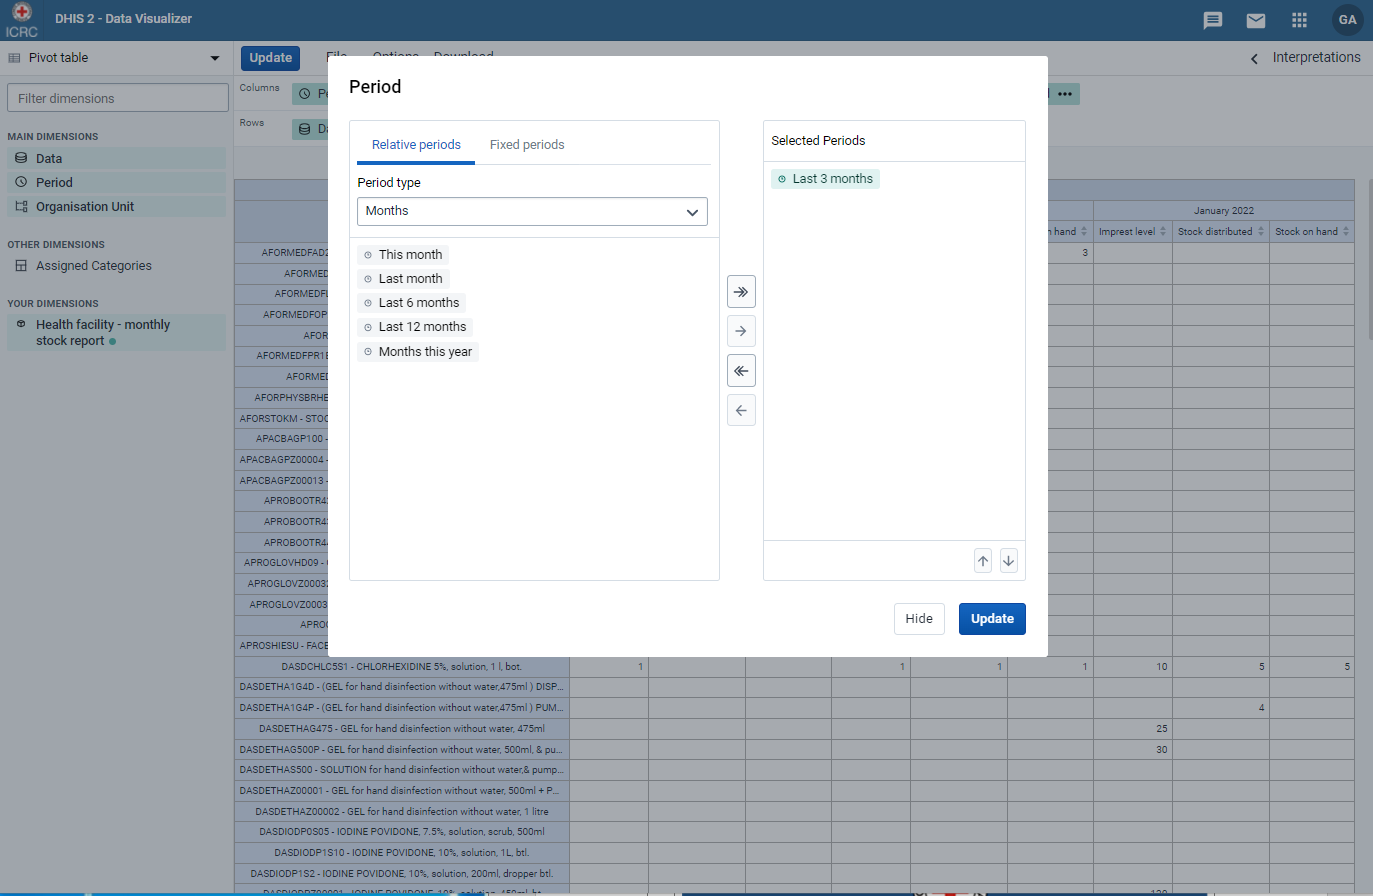 ICRC
DHIS 2 - Data Visualizer
GA
Pivot table
Update
Interpretations
Filter dimensions
Columns
Rows
MAIN DIMENSIONS
Data
Period
Organisation Unit
OTHER DIMENSIONS
Assigned Categories
YOUR DIMENSIONS
Health facility - monthly
stock report
Period
Relative periods Fixed periods
Period type
Months
This month
Last month
Last 6 months
Last 12 months
Months this year
Selected Periods
Last 3 months
Hide Update
January 2022
hand Imprest level Stock distributed Stock on hand
AFORMEDFAD2 3
AFORMED
AFORMEDFL
AFORMEDFOP
AFOR
AFORMEDFPR1
AFORMED
AFORPHYSBRHE
AFORSTOKM - STOC
APACBAGP100 -
APACBAGPZ00004 -
APACBAGPZ00013 -
APROBOOTR4
APROBOOTR4
APROBOOTR4
APROGLOVHD09 -
APROGLOVZ0003
APROGLOVZ0003
APRO
APROSHIESU - FACE
DASDCHLC5S1 - CHLORHEXIDINE 5%, solution, 1 l, bot. 1 1 1 1 10 5 5
DASDETHA1G4D - (GEL for hand disinfection without water,475ml ) DISP...
DASDETHA1G4P - (GEL for hand disinfection without water,475ml ) PUM... 4
DASDETHAG475 - GEL for hand disinfection without water, 475ml 25
DASDETHAG500P - GEL for hand disinfection without water, 500ml, & pu... 30
DASDETHAS500 - SOLUTION for hand disinfection without water,& pump...
DASDETHAZ00001 - GEL for hand disinfection without water, 500ml + P...
DASDETHAZ00002 - GEL for hand disinfection without water, 1 litre
DASDIODP0S05 - IODINE POVIDONE, 7.5%, solution, scrub, 500ml
DASDIODP1S10 - IODINE POVIDONE, 10%, solution, 1L, btl.
DASDIODP1S2 - IODINE POVIDONE, 10%, solution, 200ml, dropper btl.